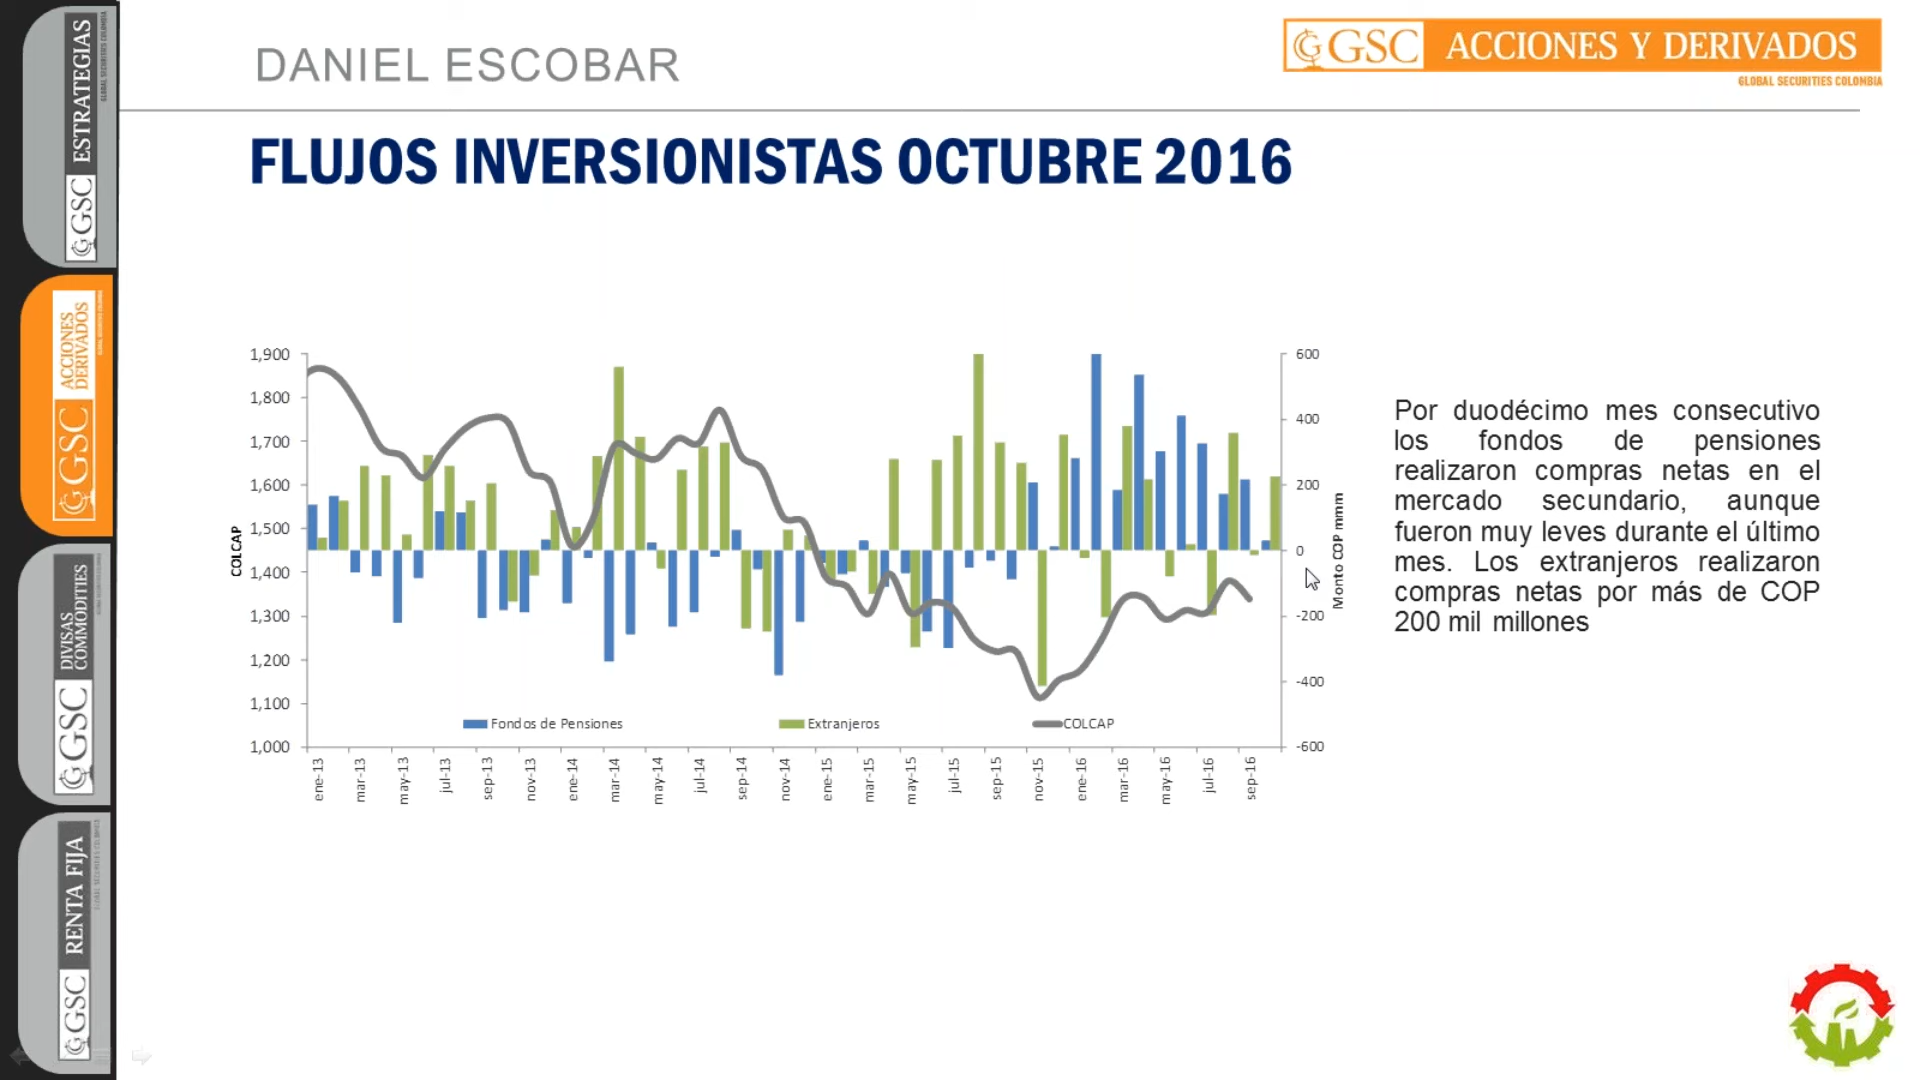 DANIEL ESCOBAR
GSC ACCIONES Y DERIVADOS
GLOBAL SECURITIES COLOMBIA
FLUJOS INVERSIONISTAS OCTUBRE 2016
GSC ESTRATEGIAS
GLOBAL SECURITIES COLOMBIA
GSC ACCIONES
DERIVADOS
GSC DIVISAS
COMMODITIES
GSC RENTA FIJA
COLCAP
1,900
1,800
1,700
1,600
1,500
1,400
1,300
1,200
1,100
1,000
600
400
200
0
-200
-400
-600
Monto COP mmm
Fondos de Pensiones
Extranjeros
COLCAP
ene-13
mar-13
may-13
jul-13
sep-13
nov-13
ene-14
mar-14
may-14
jul-14
sep-14
nov-14
ene-15
mar-15
may-15
jul-15
sep-15
nov-15
ene-16
mar-16
may-16
jul-16
sep-16
Por duodécimo mes consecutivo
los fondos de pensiones
realizaron compras netas en el
mercado secundario, aunque
fueron muy leves durante el último
mes. Los extranjeros realizaron
compras netas por más de COP
200 mil millones